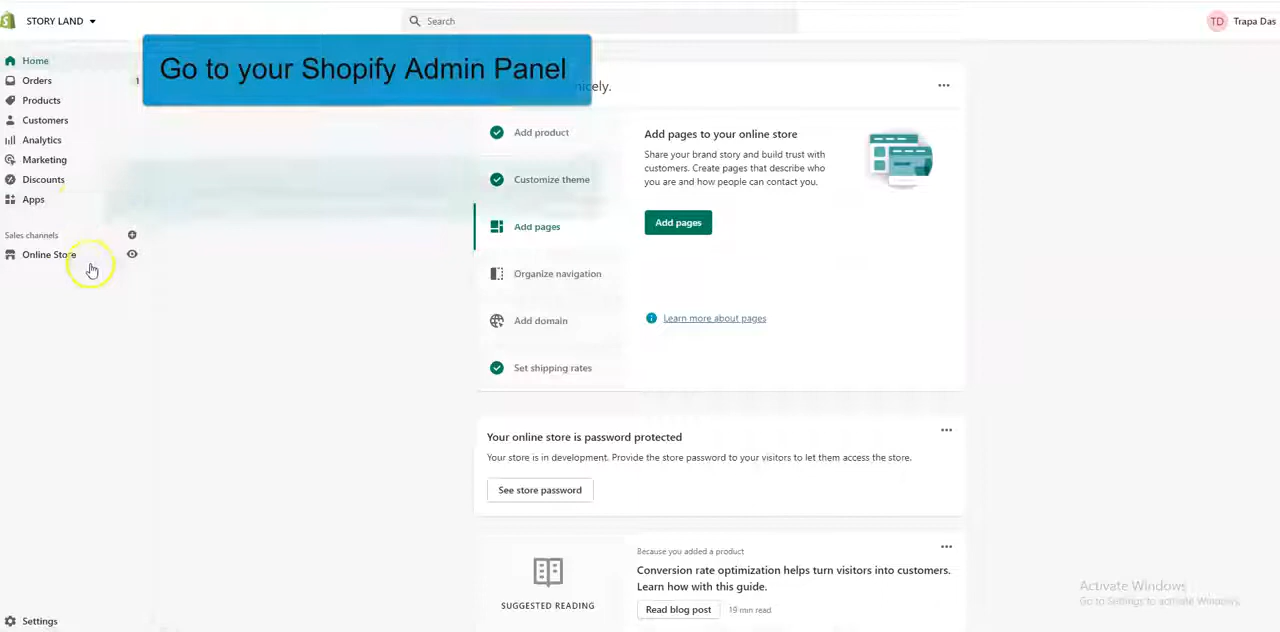 STORY LAND
Search
TD
Trapa Das
Go to your Shopify Admin Panel
nicely.
Home
Orders
1
Products
Customers
Analytics
Marketing
Discounts
Apps
Sales channels
Online Store
Add product
Customize theme
Add pages
Organize navigation
Add domain
Set shipping rates
Add pages to your online store
Share your brand story and build trust with
customers. Create pages that describe who
you are and how people can contact you.
Add pages
Learn more about pages
Your online store is password protected
Your store is in development. Provide the store password to your visitors to let them access the store.
See store password
SUGGESTED READING
Because you added a product
Conversion rate optimization helps turn visitors into customers.
Learn how with this guide.
Read blog post
19 min read
Activate Windows
Go to Settings to activate Windows.
Settings